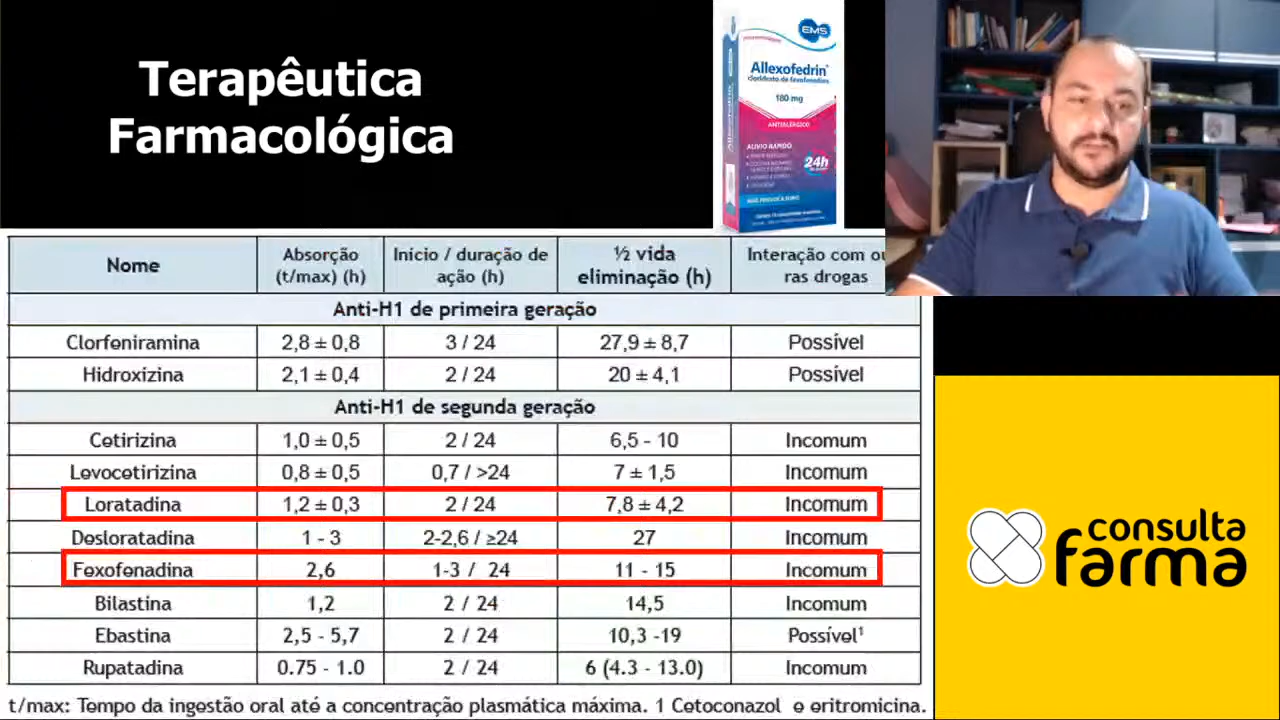 Terapêutica
Farmacológica
EMS
Allexofedrin
cloridrato de fexofenadina
180 mg
ANTIALÉRGICO
ALÍVIO RÁPIDO
24h
Nome
Absorção
(t/max) (h)
Início / duração de
ação (h)
½ vida
eliminação (h)
Interação com ou
ras drogas
Anti-H1 de primeira geração
Clorfeniramina 2,8 ± 0,8 3 / 24 27,9 ± 8,7 Possível
Hidroxizina 2,1 ± 0,4 2 / 24 20 ± 4,1 Possível
Anti-H1 de segunda geração
Cetirizina 1,0 ± 0,5 2 / 24 6,5 - 10 Incomum
Levocetirizina 0,8 ± 0,5 0,7 / >24 7 ± 1,5 Incomum
Loratadina 1,2 ± 0,3 2 / 24 7,8 ± 4,2 Incomum
Desloratadina 1 - 3 2-2,6 / ≥24 27 Incomum
Fexofenadina 2,6 1-3 / 24 11 - 15 Incomum
Bilastina 1,2 2 / 24 14,5 Incomum
Ebastina 2,5 - 5,7 2 / 24 10,3 -19 Possível¹
Rupatadina 0.75 - 1.0 2 / 24 6 (4.3 - 13.0) Incomum
t/max: Tempo da ingestão oral até a concentração plasmática máxima. 1 Cetoconazol e eritromicina.
consulta
farma